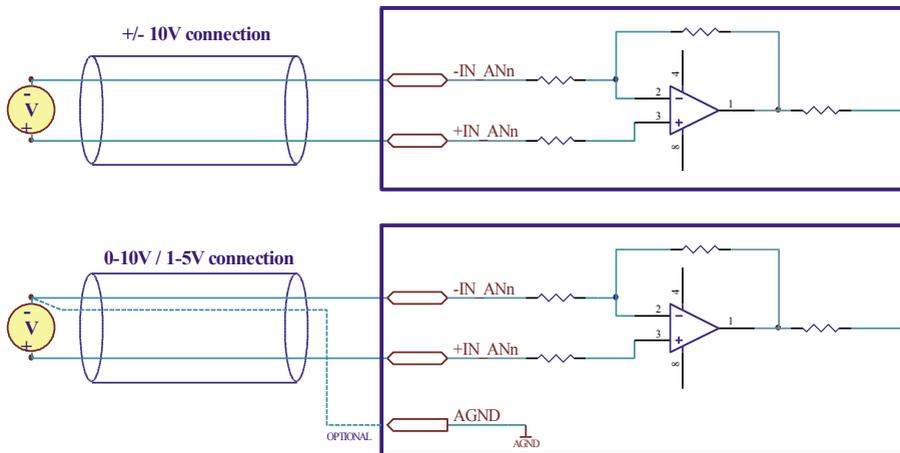 +/- 10V connection
-IN_ANn
4
-
V
+
2
-
1
3
+
+IN_ANn
8
0-10V / 1-5V connection
-IN_ANn
4
-
V
+
2
-
1
3
+
+IN_ANn
8
AGND
OPTIONAL
AGND